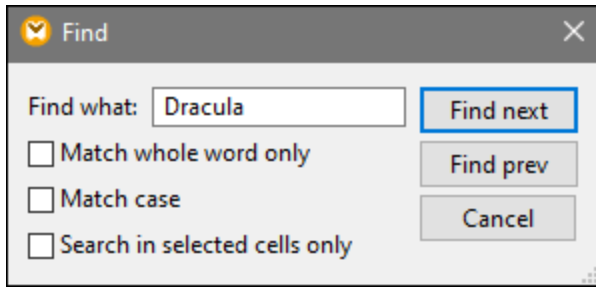 Find
Find what: Dracula
Find next
Match whole word only
Find prev
Match case
Cancel
Search in selected cells only